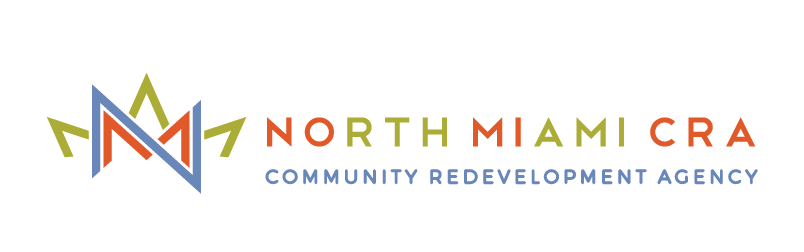 NORTH MIAMI CRA
COMMUNITY REDEVELOPMENT AGENCY